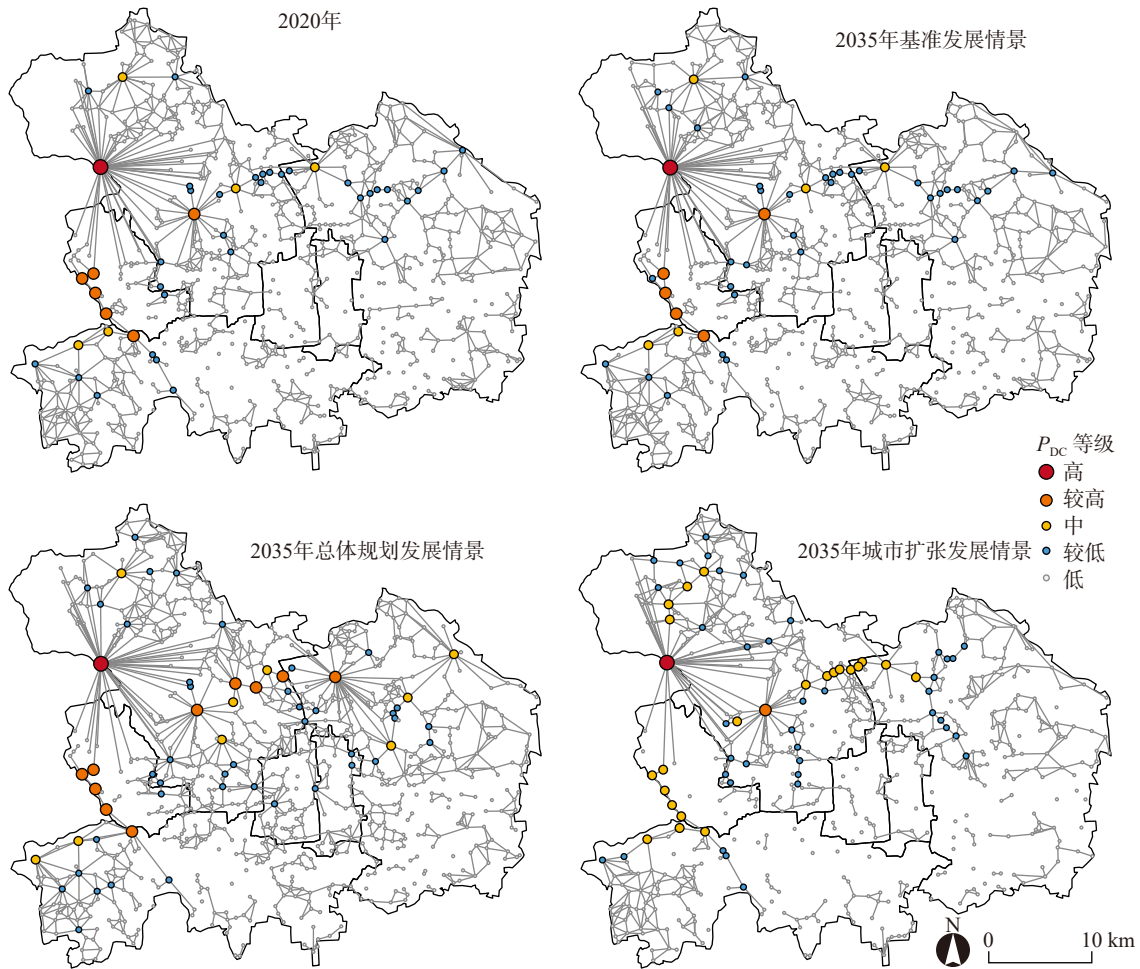 2020年
2035年基准发展情景
P_DC 等级
高
较高
中
较低
低
2035年总体规划发展情景
2035年城市扩张发展情景
N
0 10 km